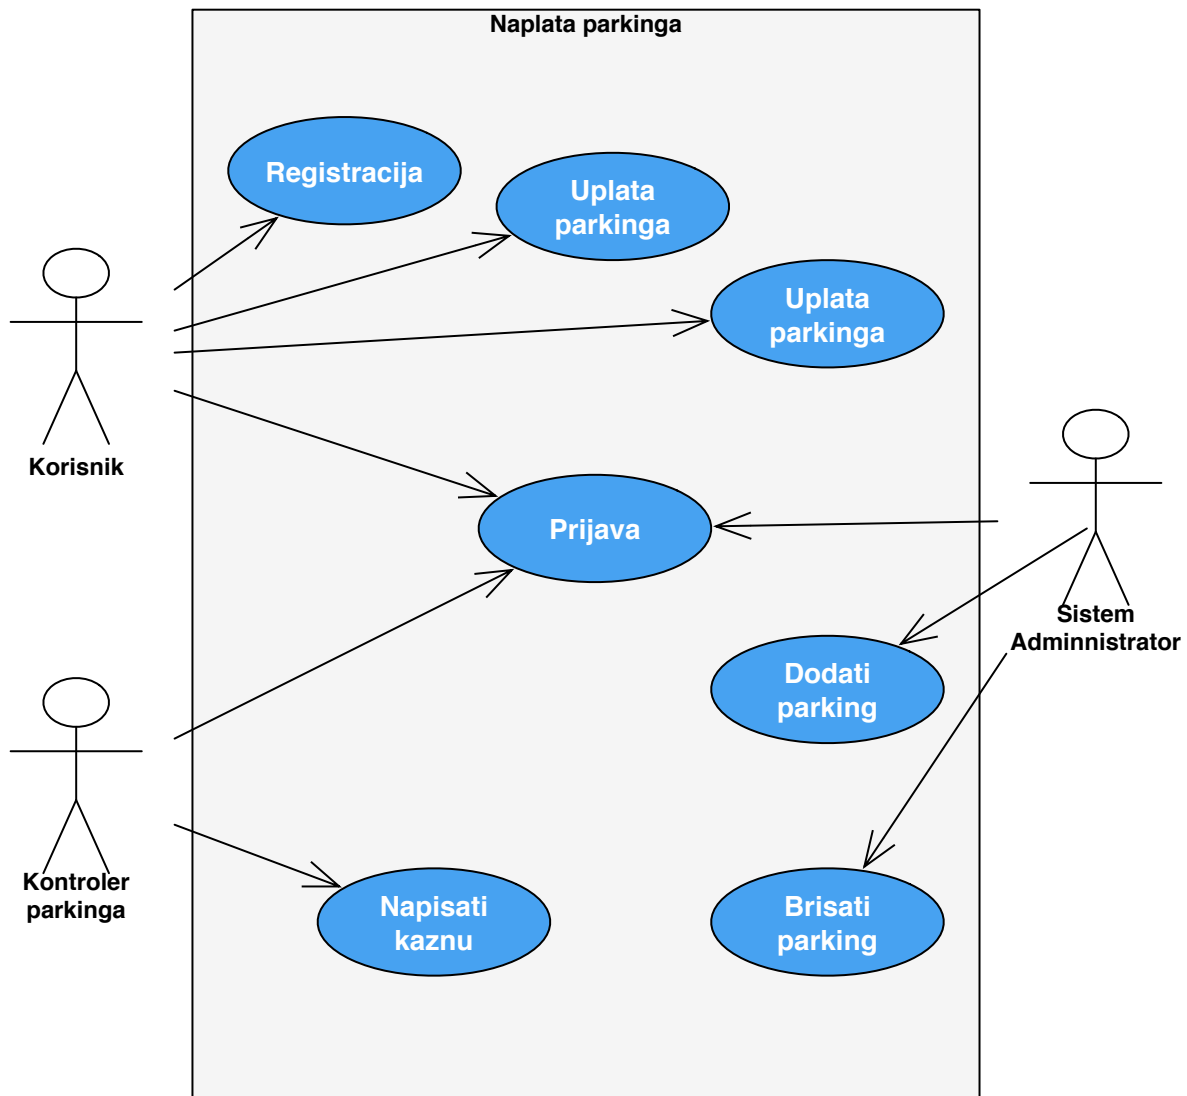 Naplata parkinga
Registracija
Uplata
parkinga
Uplata
parkinga
Korisnik
Prijava
Sistem
Adminnistrator
Dodati
parking
Kontroler
parkinga
Napisati
kaznu
Brisati
parking